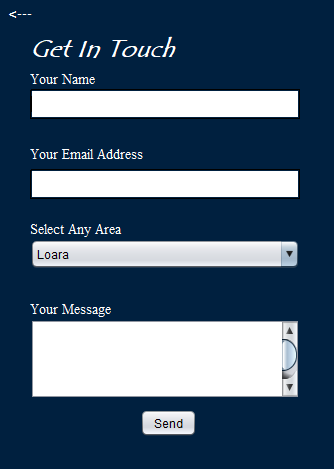 <---
Get In Touch
Your Name
Your Email Address
Select Any Area
Loara
Your Message
Send